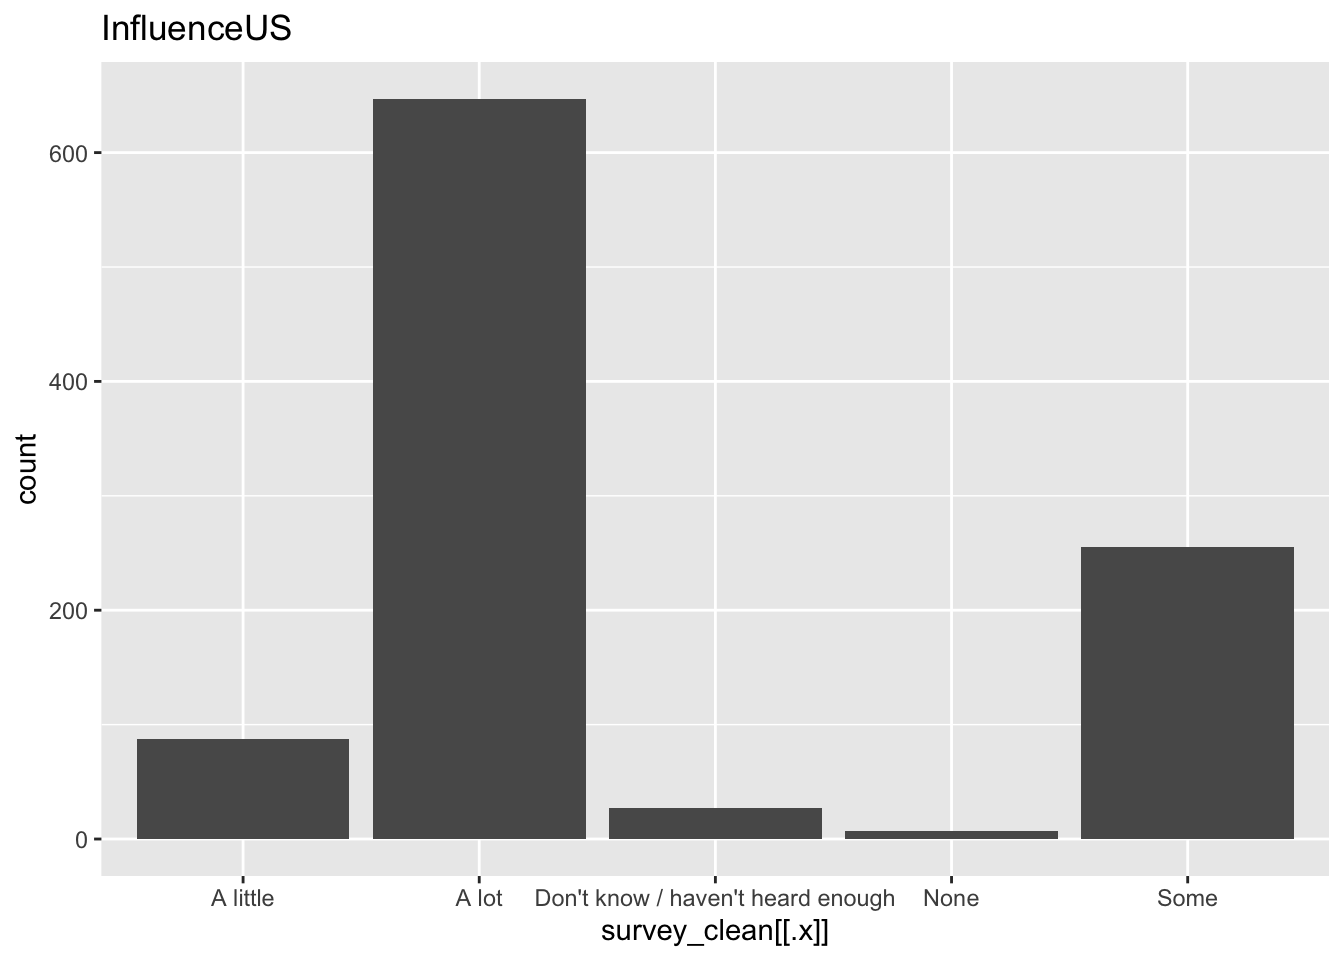 InfluenceUS
600
400
200
0
count
A little
A lot
Don't know / haven't heard enough
None
Some
survey_clean[[.x]]